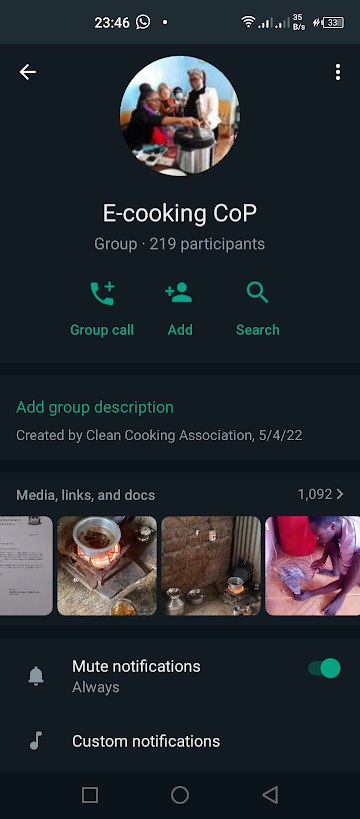 23:46 35 B/s 33
E-cooking CoP
Group · 219 participants
Group call Add Search
Add group description
Created by Clean Cooking Association, 5/4/22
Media, links, and docs 1,092
Mute notifications
Always
Custom notifications